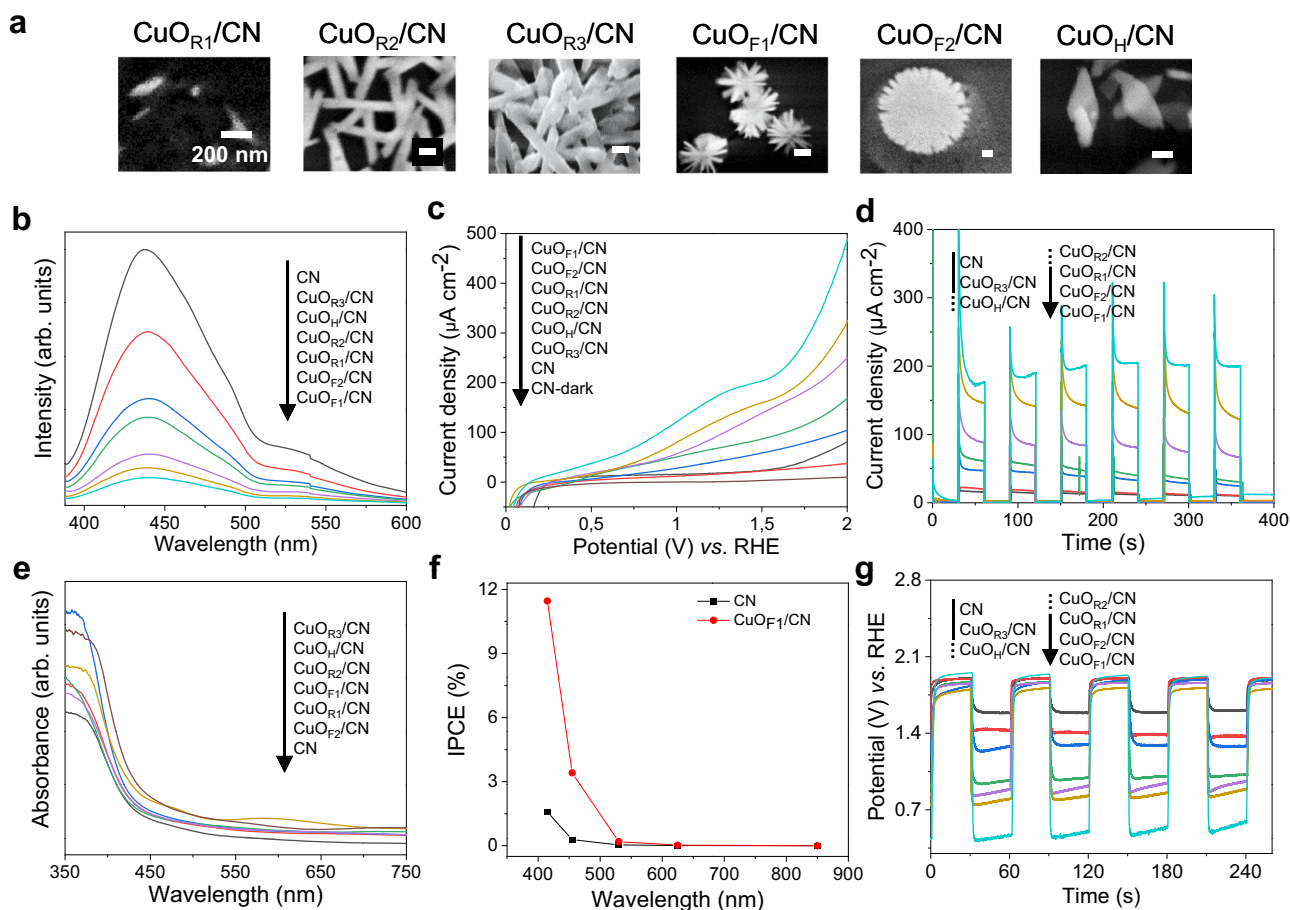 a
CuO_R1/CN CuO_R2/CN CuO_R3/CN CuO_F1/CN CuO_F2/CN CuO_H/CN
200 nm
b
Intensity (arb. units)
CN
CuO_R3/CN
CuO_H/CN
CuO_R2/CN
CuO_R1/CN
CuO_F2/CN
CuO_F1/CN
400 450 500 550 600
Wavelength (nm)
c
Current density (µA cm-2)
500
400
300
200
100
0
CuO_F1/CN
CuO_F2/CN
CuO_R1/CN
CuO_R2/CN
CuO_H/CN
CuO_R3/CN
CN
CN-dark
0,5 1 1,5 2
Potential (V) vs. RHE
d
Current density (µA cm-2)
400
300
200
100
0
CN
CuO_R3/CN
CuO_H/CN
CuO_R2/CN
CuO_R1/CN
CuO_F2/CN
CuO_F1/CN
0 100 200 300 400
Time (s)
e
Absorbance (arb. units)
CuO_R3/CN
CuO_H/CN
CuO_R2/CN
CuO_F1/CN
CuO_R1/CN
CuO_F2/CN
CN
350 450 550 650 750
Wavelength (nm)
f
IPCE (%)
12
9
6
3
0
CN
CuO_F1/CN
400 500 600 700 800 900
Wavelength (nm)
g
Potential (V) vs. RHE
2.8
2.1
1.4
0.7
CN
CuO_R3/CN
CuO_H/CN
CuO_R2/CN
CuO_R1/CN
CuO_F2/CN
CuO_F1/CN
0 60 120 180 240
Time (s)